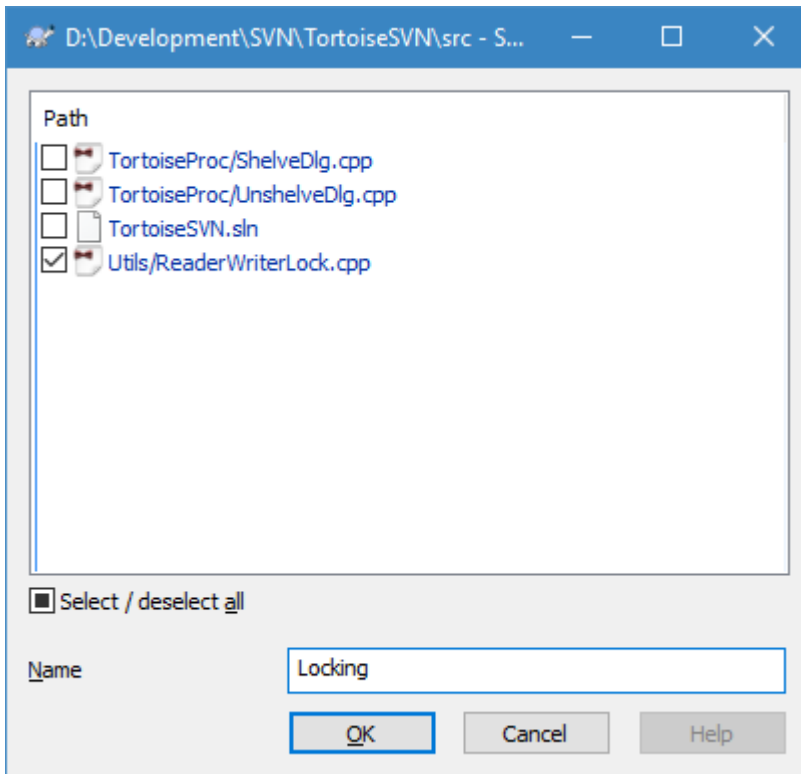 D:\Development\SVN\TortoiseSVN\src - S...
Path
TortoiseProc/ShelveDlg.cpp
TortoiseProc/UnshelveDlg.cpp
TortoiseSVN.sln
Utils/ReaderWriterLock.cpp
Select / deselect all
Name Locking
OK Cancel Help